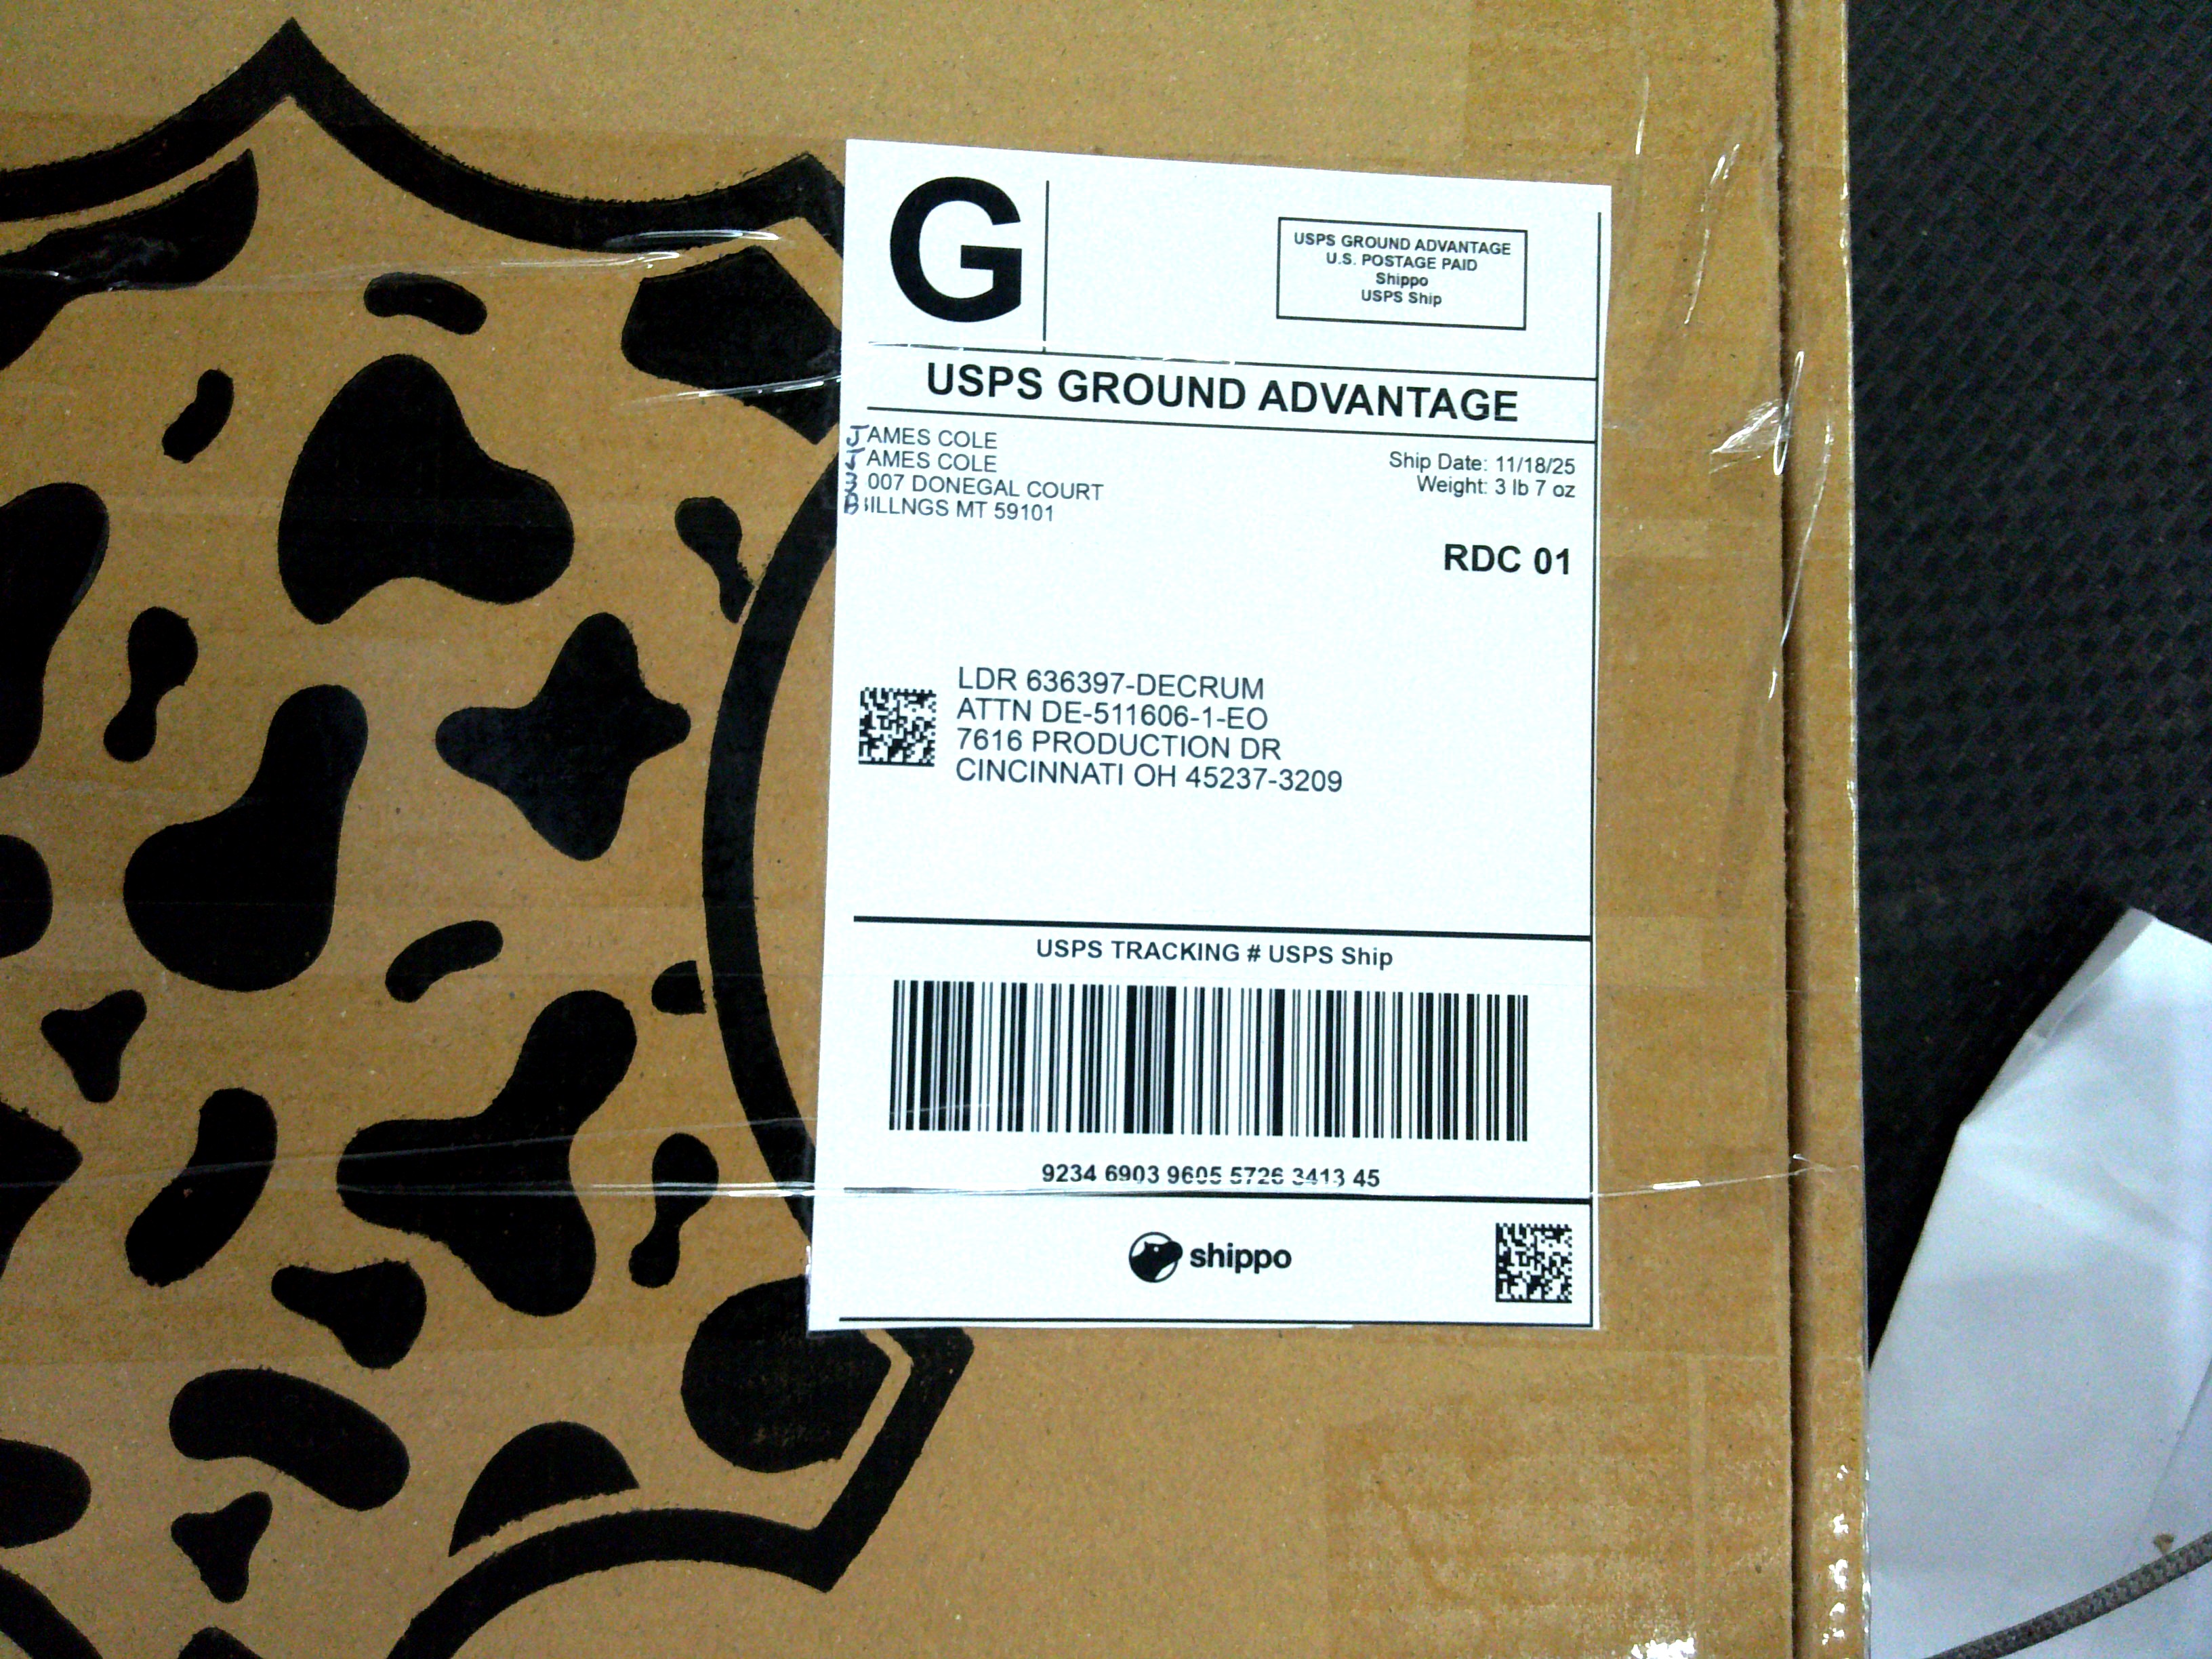 G
USPS GROUND ADVANTAGE
U.S. POSTAGE PAID
Shippo
USPS Ship
USPS GROUND ADVANTAGE
JAMES COLE
JAMES COLE
3007 DONEGAL COURT
BILLNGS MT 59101
Ship Date: 11/18/25
Weight: 3 lb 7 oz
RDC 01
LDR 636397-DECRUM
ATTN DE-511606-1-EO
7616 PRODUCTION DR
CINCINNATI OH 45237-3209
USPS TRACKING # USPS Ship
9234 6903 9605 5726 3413 45
shippo